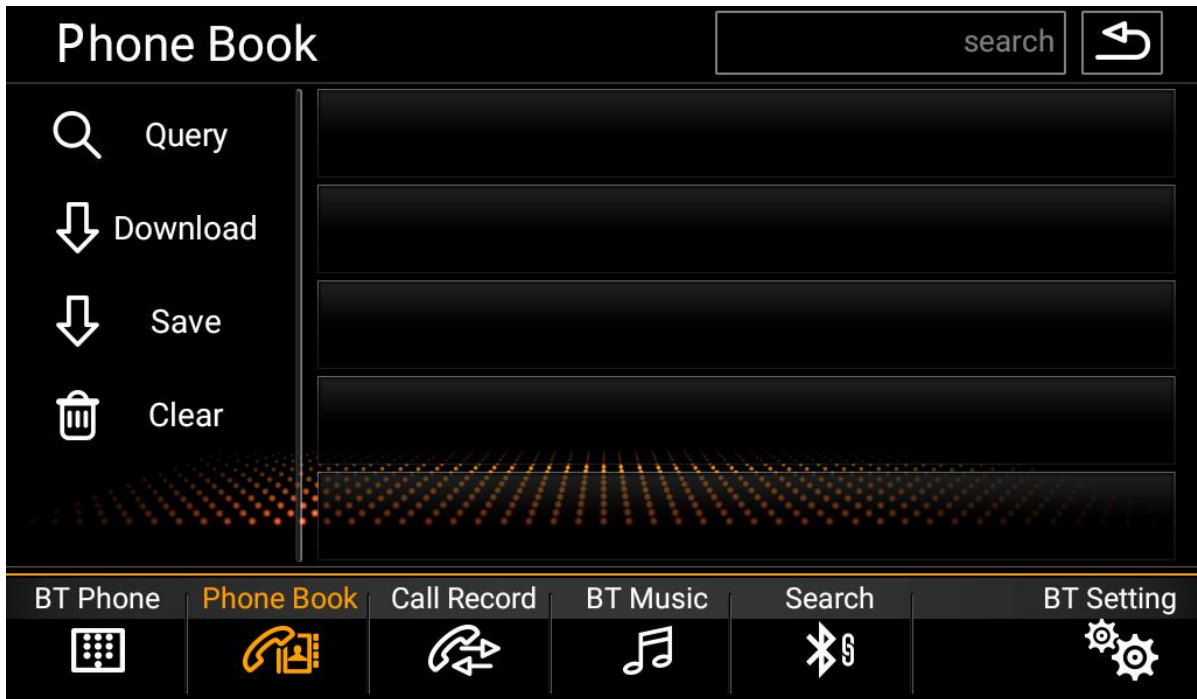 Phone Book
search
Query
Download
Save
Clear
BT Phone
Phone Book
Call Record
BT Music
Search
BT Setting